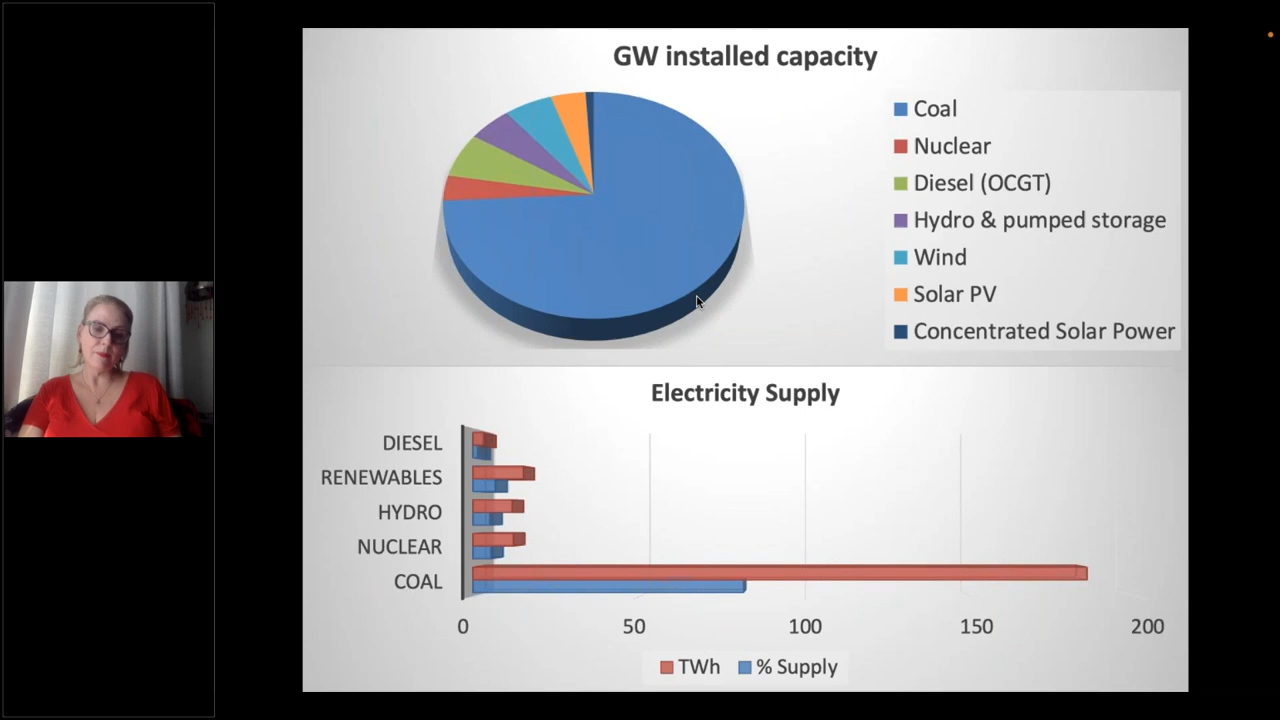 GW installed capacity
Coal
Nuclear
Diesel (OCGT)
Hydro & pumped storage
Wind
Solar PV
Concentrated Solar Power
Electricity Supply
DIESEL
RENEWABLES
HYDRO
NUCLEAR
COAL
0 50 100 150 200
TWh % Supply